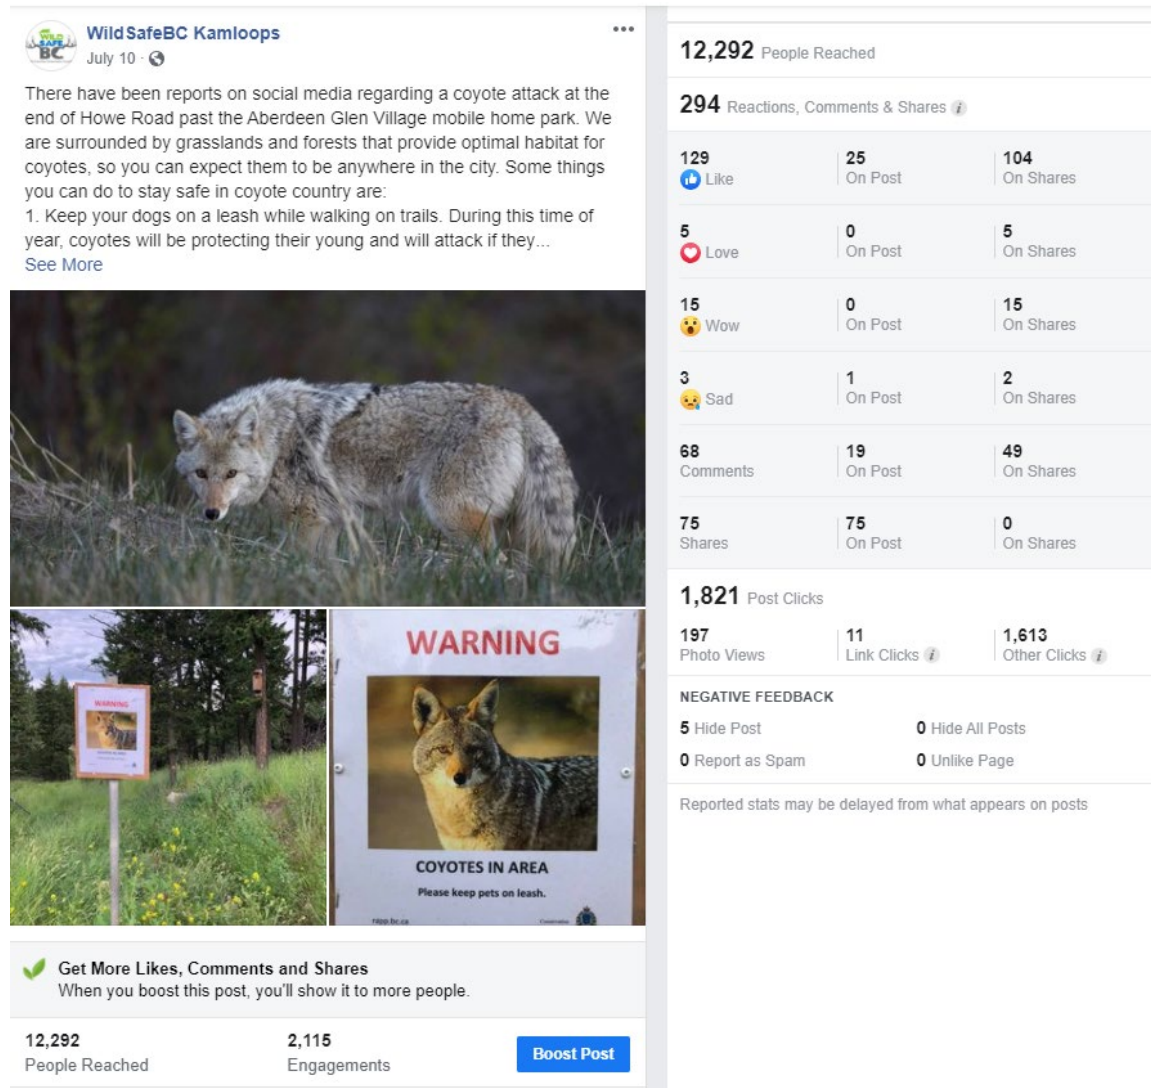 WildSafeBC Kamloops
July 10 ·
There have been reports on social media regarding a coyote attack at the
end of Howe Road past the Aberdeen Glen Village mobile home park. We
are surrounded by grasslands and forests that provide optimal habitat for
coyotes, so you can expect them to be anywhere in the city. Some things
you can do to stay safe in coyote country are:
1. Keep your dogs on a leash while walking on trails. During this time of
year, coyotes will be protecting their young and will attack if they...
See More
WILD
SAFE
BC
WARNING
WARNING
COYOTES IN AREA
Please keep pets on leash.
rapp.bc.ca
Conservation
Get More Likes, Comments and Shares
When you boost this post, you'll show it to more people.
12,292
People Reached
2,115
Engagements
Boost Post
12,292 People Reached
294 Reactions, Comments & Shares
129
Like
25
On Post
104
On Shares
5
Love
0
On Post
5
On Shares
15
Wow
0
On Post
15
On Shares
3
Sad
1
On Post
2
On Shares
68
Comments
19
On Post
49
On Shares
75
Shares
75
On Post
0
On Shares
1,821 Post Clicks
197
Photo Views
11
Link Clicks
1,613
Other Clicks
NEGATIVE FEEDBACK
5 Hide Post
0 Hide All Posts
0 Report as Spam
0 Unlike Page
Reported stats may be delayed from what appears on posts